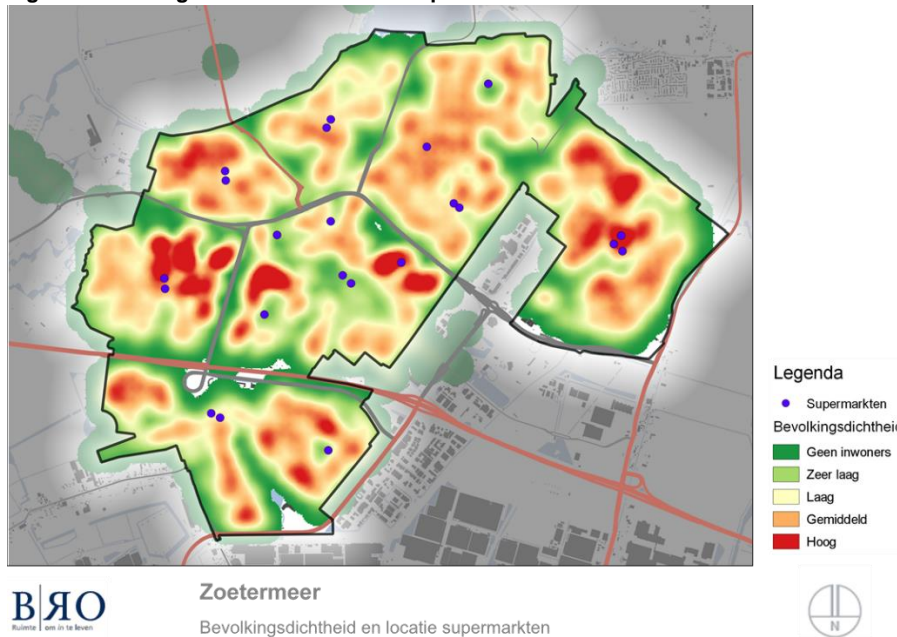 Legenda
Supermarkten
Bevolkingsdichtheid
Geen inwoners
Zeer laag
Laag
Gemiddeld
Hoog
BRO
Ruimte om in te leven
Zoetermeer
Bevolkingsdichtheid en locatie supermarkten
N